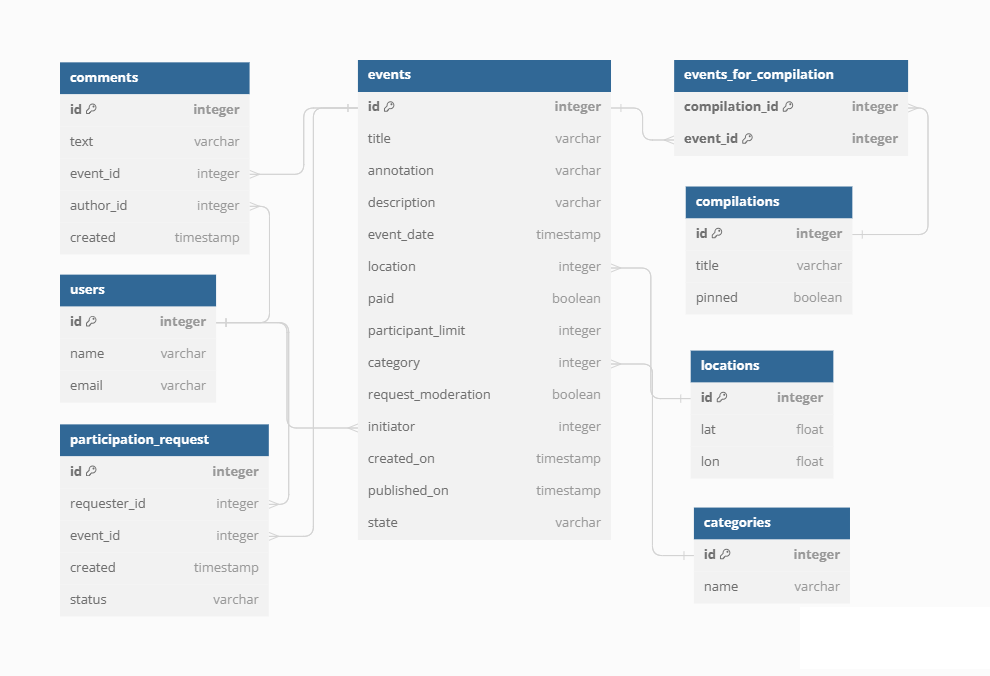 comments
id integer
text varchar
event_id integer
author_id integer
created timestamp
users
id integer
name varchar
email varchar
participation_request
id integer
requester_id integer
event_id integer
created timestamp
status varchar
events
id integer
title varchar
annotation varchar
description varchar
event_date timestamp
location integer
paid boolean
participant_limit integer
category integer
request_moderation boolean
initiator integer
created_on timestamp
published_on timestamp
state varchar
events_for_compilation
compilation_id integer
event_id integer
compilations
id integer
title varchar
pinned boolean
locations
id integer
lat float
lon float
categories
id integer
name varchar